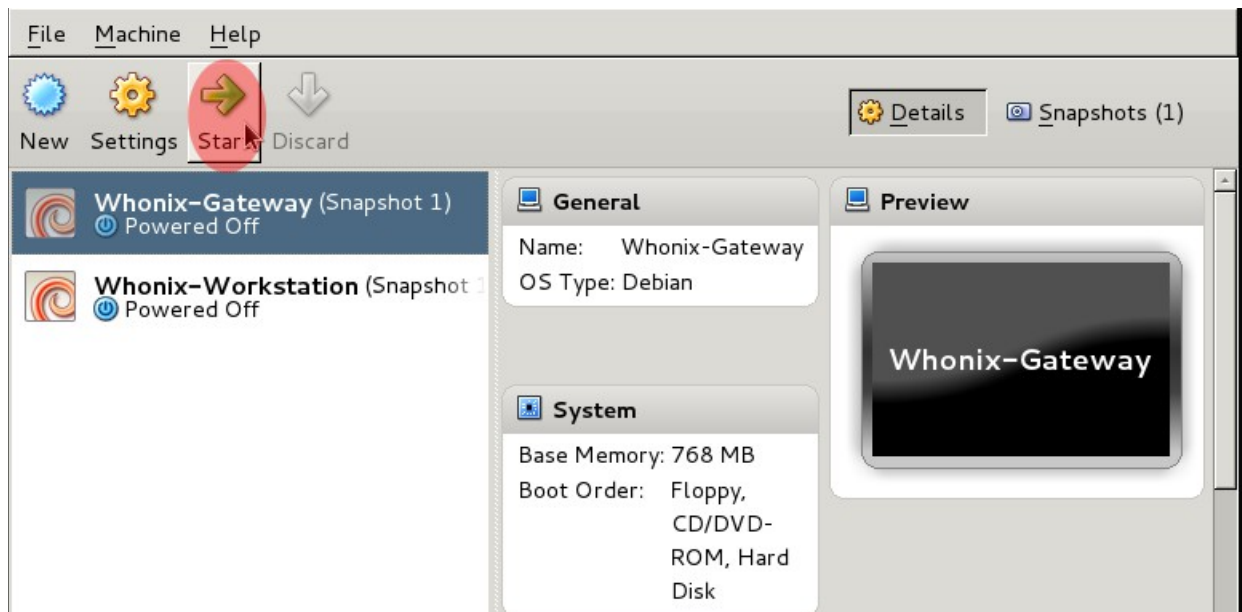 File Machine Help
New Settings Start Discard
Details Snapshots (1)
Whonix-Gateway (Snapshot 1)
Powered Off
Whonix-Workstation (Snapshot 1
Powered Off
General
Name: Whonix-Gateway
OS Type: Debian
System
Base Memory: 768 MB
Boot Order: Floppy,
CD/DVD-
ROM, Hard
Disk
Preview
Whonix-Gateway